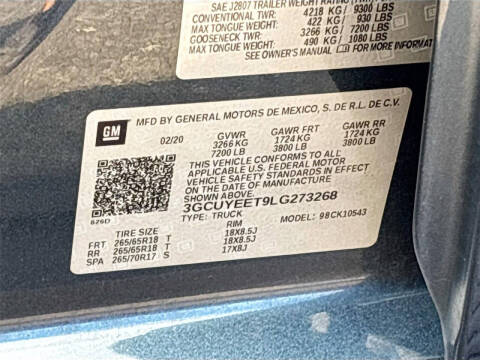 SAE J2807 TRAILER WEIGHT RATING
CONVENTIONAL TWR: 4218 KG / 9300 LBS
MAX TONGUE WEIGHT: 422 KG / 930 LBS
GOOSENECK TWR: 3266 KG / 7200 LBS
MAX TONGUE WEIGHT: 490 KG / 1080 LBS
SEE OWNER'S MANUAL
GM
MFD BY GENERAL MOTORS DE MEXICO, S. DE R.L. DE C.V.
02/20 GVWR GAWR FRT GAWR RR
3266 KG 1724 KG 1724 KG
7200 LB 3800 LB 3800 LB
THIS VEHICLE CONFORMS TO ALL
APPLICABLE U.S. FEDERAL MOTOR
VEHICLE SAFETY STANDARDS IN
EFFECT ON THE DATE OF
MANUFACTURE SHOWN ABOVE.
3GCUYEET9LG273268
TYPE: TRUCK MODEL: 98CK10543
826D
TIRE SIZE RIM
FRT 265/65R18 T 18X8.5J
RR 265/65R18 T 18X8.5J
SPA 265/70R17 S 17X8J